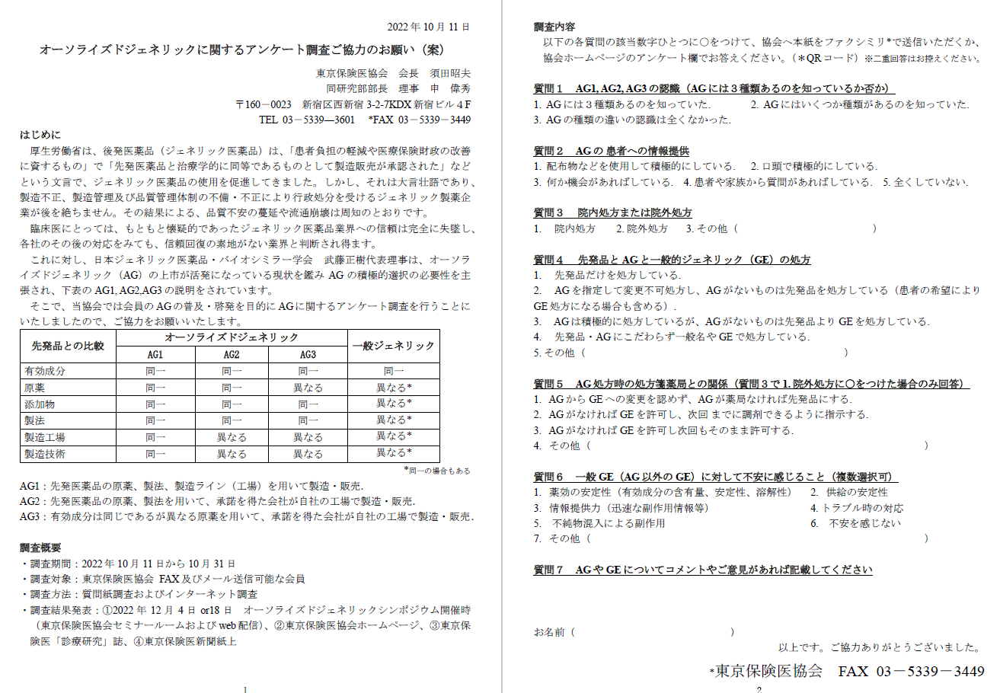 2022 年 10 月 11 日
オーソライズドジェネリックに関するアンケート調査ご協力のお願い（案）
東京保険医協会　会長　須田昭夫
同研究部部長　理事　申　偉秀
〒160－0023　新宿区西新宿 3-2-7KDX 新宿ビル４F
TEL 03－5339―3601　*FAX 03－5339－3449
はじめに
厚生労働省は、後発医薬品（ジェネリック医薬品）は、「患者負担の軽減や医療保険財政の改善
に資するもの」で「先発医薬品と治療学的に同等であるものとして製造販売が承認された」など
という文言で、ジェネリック医薬品の使用を促進してきました。しかし、それは大言壮語であり、
製造不正、製造管理及び品質管理体制の不備・不正により行政処分を受けるジェネリック製薬企
業が後を絶ちません。その結果による、品質不安の蔓延や流通崩壊は周知のとおりです。
臨床医にとっては、もともと懐疑的であったジェネリック医薬品業界への信頼は完全に失墜し、
各社のその後の対応をみても、信頼回復の素地がない業界と判断され得ます。
これに対し、日本ジェネリック医薬品・バイオシミラー学会　武藤正樹代表理事は、オーソラ
イズドジェネリック（AG）の上市が活発になっている現状を鑑み AG の積極的選択の必要性を主
張され、下表の AG1, AG2,AG3 の説明をされています。
そこで、当協会では会員の AG の普及・啓発を目的に AG に関するアンケート調査を行うことに
いたしましたので、ご協力をお願いいたします。
先発品との比較　オーソライズドジェネリック　一般ジェネリック
AG1　AG2　AG3
有効成分　同一　同一　同一　同一
原薬　同一　同一　異なる　異なる*
添加物　同一　同一　同一　異なる*
製法　同一　同一　同一　異なる*
製造工場　同一　異なる　異なる　異なる*
製造技術　同一　異なる　異なる　異なる*
*同一の場合もある
AG1：先発医薬品の原薬、製法、製造ライン（工場）を用いて製造・販売.
AG2：先発医薬品の原薬、製法を用いて、承諾を得た会社が自社の工場で製造・販売.
AG3：有効成分は同じであるが異なる原薬を用いて、承諾を得た会社が自社の工場で製造・販売.
調査概要
・調査期間：2022 年 10 月 11 日から 10 月 31 日
・調査対象：東京保険医協会 FAX 及びメール送信可能な会員
・調査方法：質問紙調査およびインターネット調査
・調査結果発表：①2022 年 12 月 4 日 or18 日　オーソライズドジェネリックシンポジウム開催時
（東京保険医協会セミナールームおよび web 配信）、②東京保険医協会ホームページ、③東京保
険医「診療研究」誌、④東京保険医新聞紙上
1
調査内容
以下の各質問の該当数字ひとつに〇をつけて、協会へ本紙をファクシミリ*で送信いただくか、
協会ホームページのアンケート欄でお答えください。（＊QR コード）※二重回答はお控えください。
質問１　AG1, AG2, AG3 の認識（AG には３種類あるのを知っているか否か）
1. AG には３種類あるのを知っていた.　2. AG にはいくつか種類があるのを知っていた.
3. AG の種類の違いの認識は全くなかった.
質問２　AG の 患者への情報提供
1. 配布物などを使用して積極的にしている.　2. 口頭で積極的にしている.
3. 何か機会があればしている.　4. 患者や家族から質問があればしている.　5. 全くしていない.
質問３　院内処方または院外処方
1.　院内処方　2. 院外処方　3. その他（　）
質問４　先発品と AG と一般的ジェネリック（GE）の処方
1.　先発品だけを処方している.
2.　AG を指定して変更不可処方し、AG がないものは先発品を処方している（患者の希望により
GE 処方になる場合も含める）.
3.　AG は積極的に処方しているが、AG がないものは先発品より GE を処方している.
4.　先発品・AG にこだわらず一般名や GE で処方している.
5. その他（　）
質問５　AG 処方時の処方箋薬局との関係（質問３で 1. 院外処方に〇をつけた場合のみ回答）
1. AG から GE への変更を認めず、AG が薬局なければ先発品にする.
2. AG がなければ GE を許可し、次回 までに調剤できるように指示する.
3. AG がなければ GE を許可し次回もそのまま許可する.
4. その他（　）
質問６　一般 GE（AG 以外の GE）に対して不安に感じること（複数選択可）
1. 薬効の安定性（有効成分の含有量、安定性、溶解性）　2. 供給の安定性
3. 情報提供力（迅速な副作用情報等）　4. トラブル時の対応
5.　不純物混入による副作用　6.　不安を感じない
7. その他（　）
質問７　AG や GE についてコメントやご意見があれば記載してください
お名前（　）
以上です。ご協力ありがとうございました。
*東京保険医協会　FAX 03－5339－3449
2